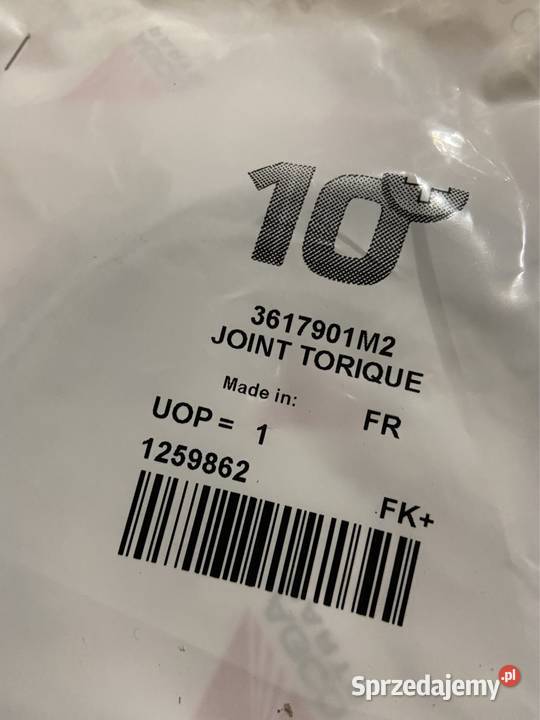 10+
3617901M2
JOINT TORIQUE
Made in: FR
UOP = 1
1259862
FK+
Sprzedajemy.pl